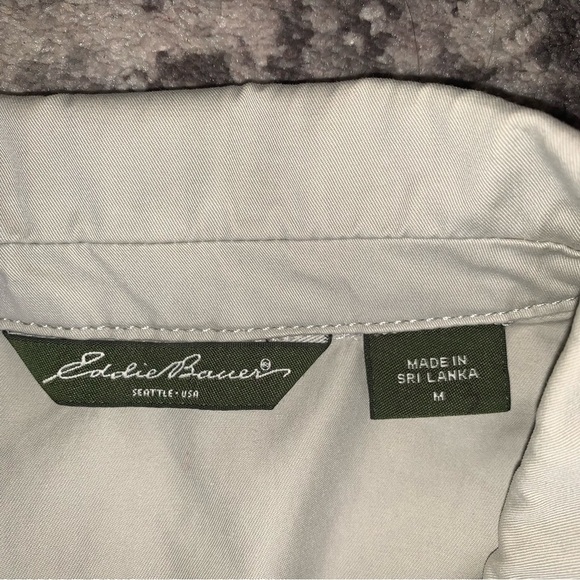 Eddie Bauer®
SEATTLE · USA
MADE IN
SRI LANKA
M